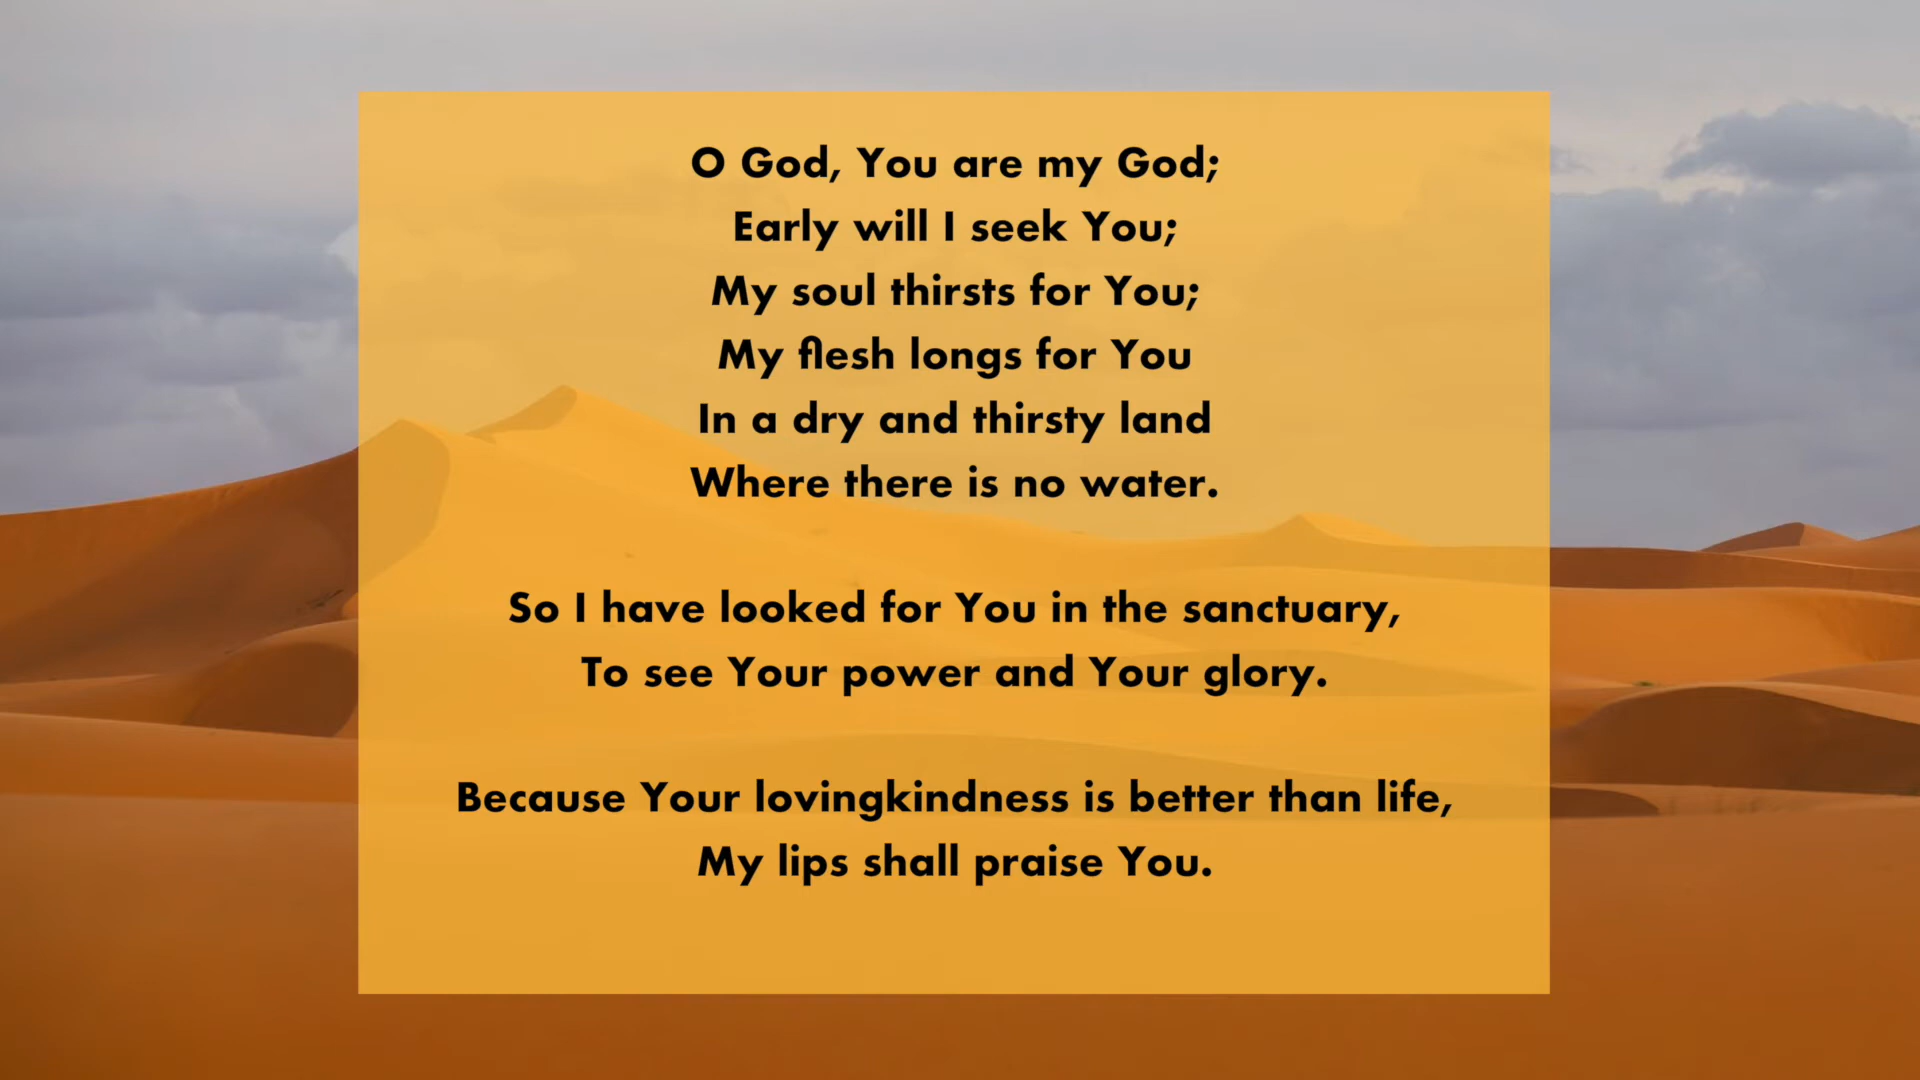 O God, You are my God;
Early will I seek You;
My soul thirsts for You;
My flesh longs for You
In a dry and thirsty land
Where there is no water.
So I have looked for You in the sanctuary,
To see Your power and Your glory.
Because Your lovingkindness is better than life,
My lips shall praise You.